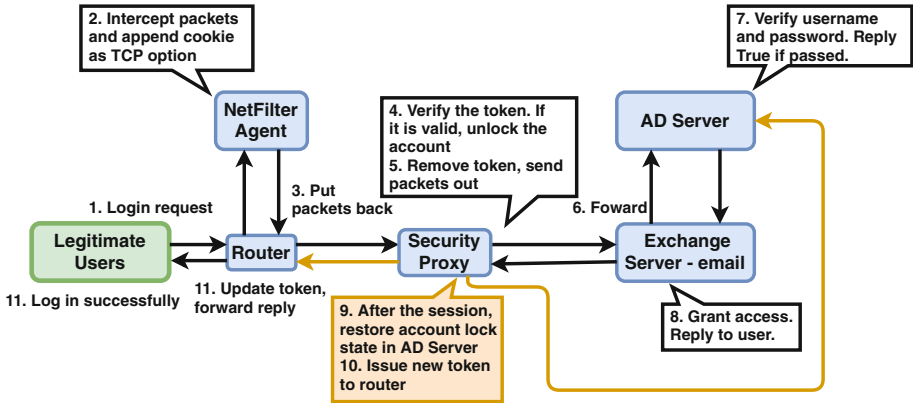 2. Intercept packets
and append cookie
as TCP option
7. Verify username
and password. Reply
True if passed.
NetFilter
Agent
4. Verify the token. If
it is valid, unlock the
account
5. Remove token, send
packets out
AD Server
1. Login request
3. Put
packets back
6. Foward
Legitimate
Users
Router
Security
Proxy
Exchange
Server - email
11. Log in successfully
11. Update token,
forward reply
9. After the session,
restore account lock
state in AD Server
10. Issue new token
to router
8. Grant access.
Reply to user.